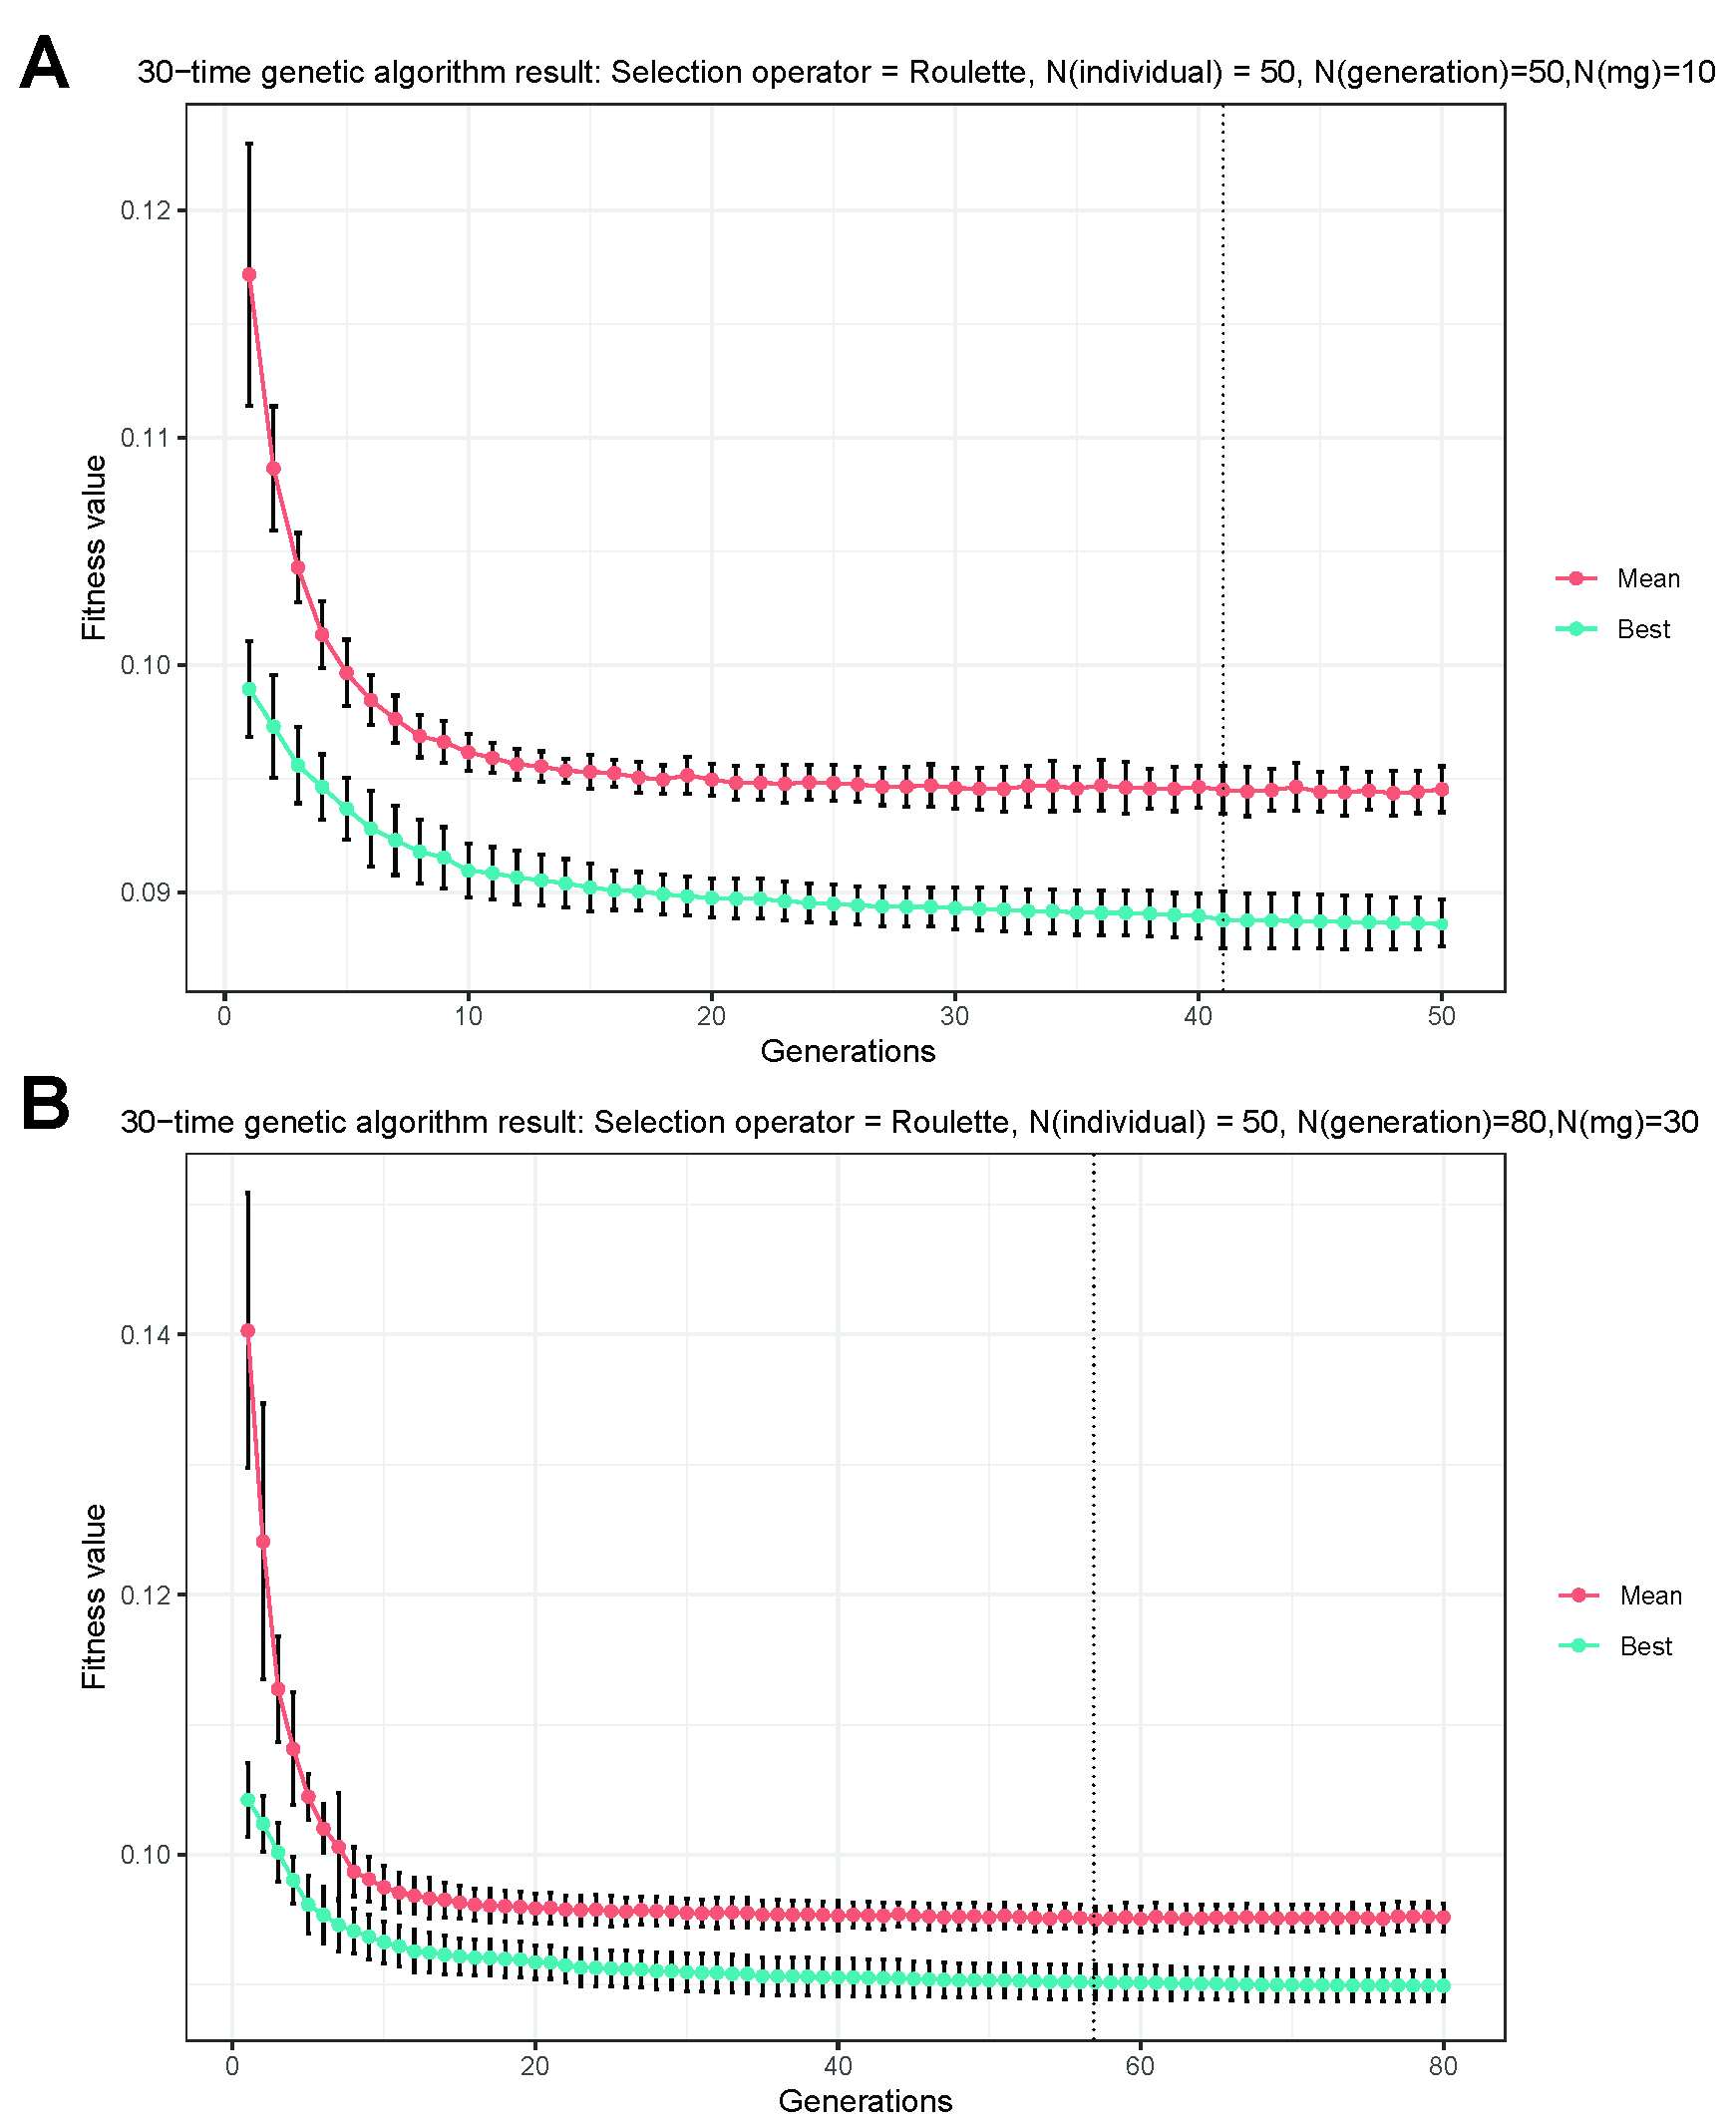 A
30−time genetic algorithm result: Selection operator = Roulette, N(individual) = 50, N(generation)=50,N(mg)=10
0.12
0.11
0.10
0.09
Fitness value
0 10 20 30 40 50
Generations
Mean
Best
B
30−time genetic algorithm result: Selection operator = Roulette, N(individual) = 50, N(generation)=80,N(mg)=30
0.14
0.12
0.10
Fitness value
0 20 40 60 80
Generations
Mean
Best